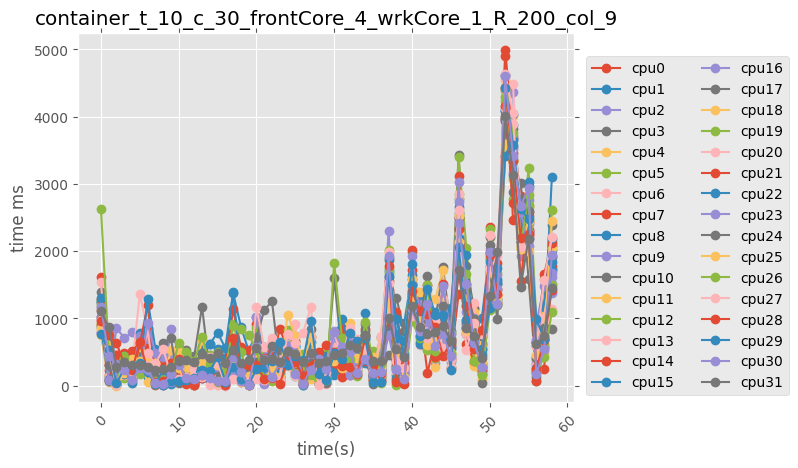 container_t_10_c_30_frontCore_4_wrkCore_1_R_200_col_9
time ms
5000
4000
3000
2000
1000
0
0
10
20
30
40
50
60
time(s)
cpu0
cpu1
cpu2
cpu3
cpu4
cpu5
cpu6
cpu7
cpu8
cpu9
cpu10
cpu11
cpu12
cpu13
cpu14
cpu15
cpu16
cpu17
cpu18
cpu19
cpu20
cpu21
cpu22
cpu23
cpu24
cpu25
cpu26
cpu27
cpu28
cpu29
cpu30
cpu31